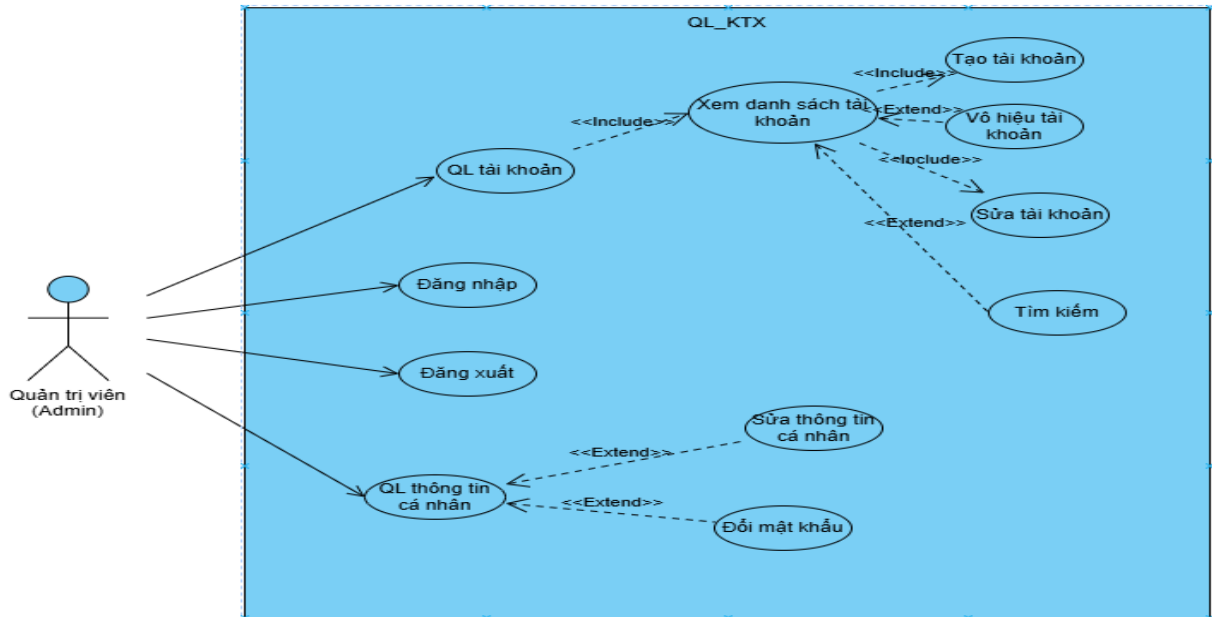 QL_KTX
Tạo tài khoản
<<Include>>
Xem danh sách tài
khoản
<<Extend>>
Vô hiệu tài
khoản
<<Include>>
<<Include>>
QL tài khoản
Sửa tài khoản
<<Extend>>
Đăng nhập
Tìm kiếm
Đăng xuất
Quản trị viên
(Admin)
Sửa thông tin
cá nhân
<<Extend>>
QL thông tin
cá nhân
<<Extend>>
Đổi mật khẩu